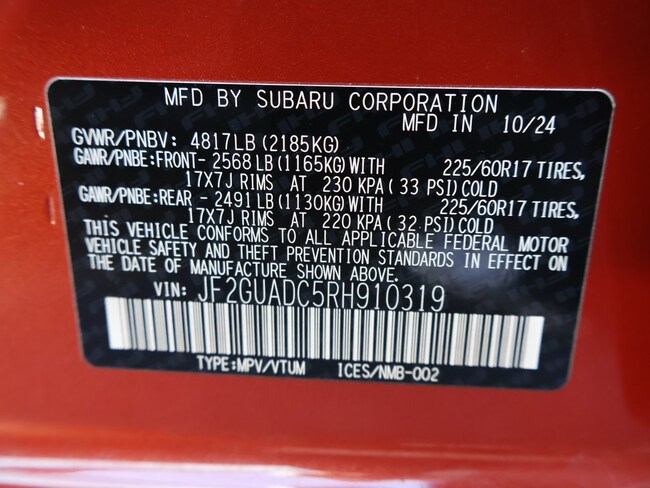 MFD BY SUBARU CORPORATION
MFD IN 10/24
GVWR/PNBV: 4817LB (2185KG)
GAWR/PNBE:FRONT- 2568 LB (1165KG) WITH 225/60R17 TIRES,
17X7J RIMS AT 230 KPA (33 PSI) COLD
GAWR/PNBE:REAR - 2491 LB (1130KG) WITH 225/60R17 TIRES,
17X7J RIMS AT 220 KPA (32 PSI) COLD
THIS VEHICLE CONFORMS TO ALL APPLICABLE FEDERAL MOTOR
VEHICLE SAFETY AND THEFT PREVENTION STANDARDS IN EFFECT ON
THE DATE OF MANUFACTURE SHOWN ABOVE.
VIN: JF2GUADC5RH910319
TYPE:MPV/VTUM ICES/NMB-002